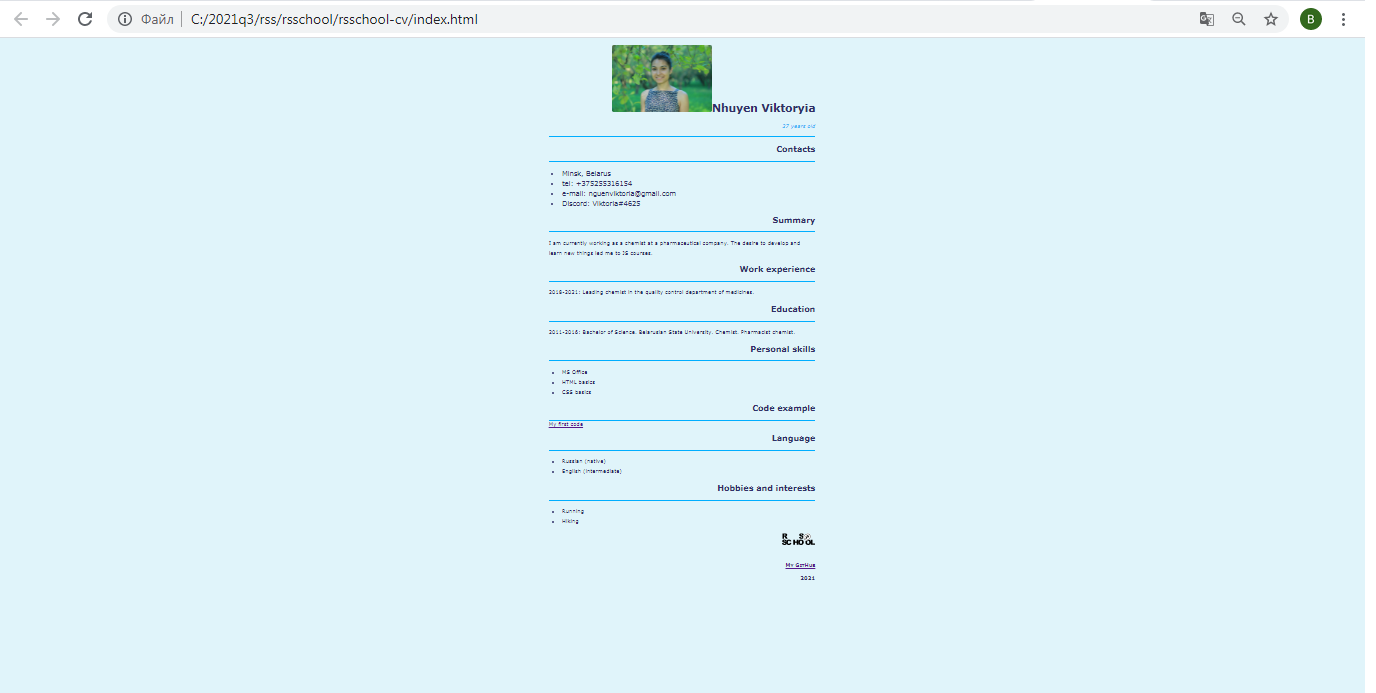 Файл
C:/2021q3/rss/rsschool/rsschool-cv/index.html
B
Nhuyen Viktoryia
27 years old
Contacts
Minsk, Belarus
tel: +375255316154
e-mail: nguenviktoria@gmail.com
Discord: Viktoria#4625
Summary
I am currently working as a chemist at a pharmaceutical company. The desire to develop and
learn new things led me to JS courses.
Work experience
2016-2021: Leading chemist in the quality control department of medicines.
Education
2011-2016: Bachelor of Science. Belarusian State University. Chemist. Pharmacist chemist.
Personal skills
MS Office
HTML basics
CSS basics
Code example
My first code
Language
Russian (native)
English (intermediate)
Hobbies and interests
Running
Hiking
RS
SCHOOL
My GitHub
2021